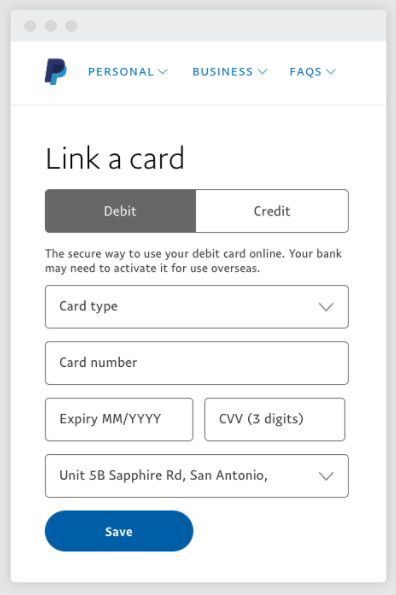 PERSONAL BUSINESS FAQS
Link a card
Debit Credit
The secure way to use your debit card online. Your bank
may need to activate it for use overseas.
Card type
Card number
Expiry MM/YYYY CVV (3 digits)
Unit 5B Sapphire Rd, San Antonio,
Save